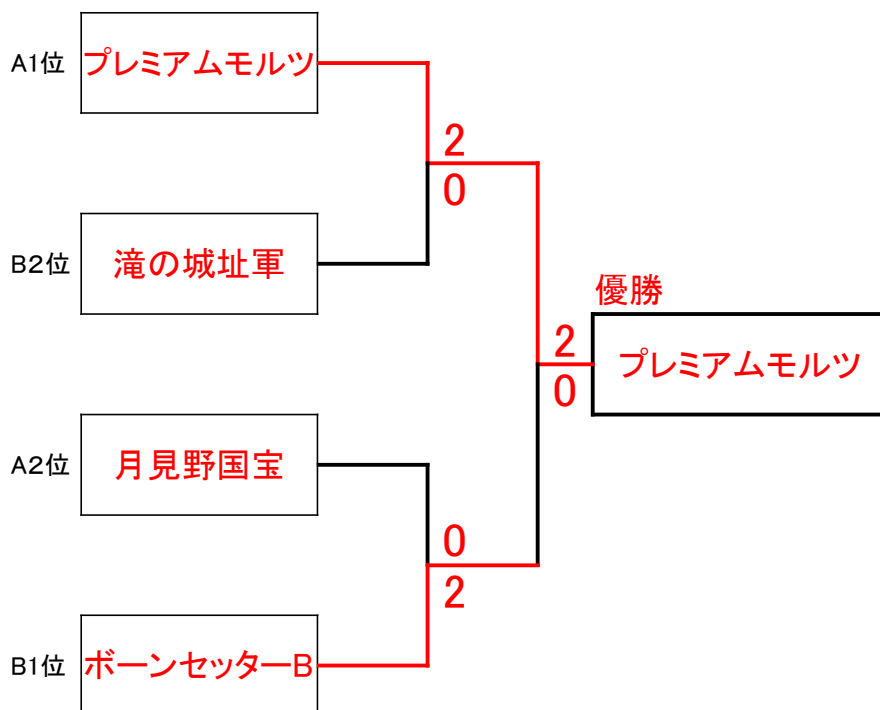 A1位
プレミアムモルツ
2
0
B2位
滝の城址軍
優勝
2
0
プレミアムモルツ
A2位
月見野国宝
0
2
B1位
ボーンセッターB